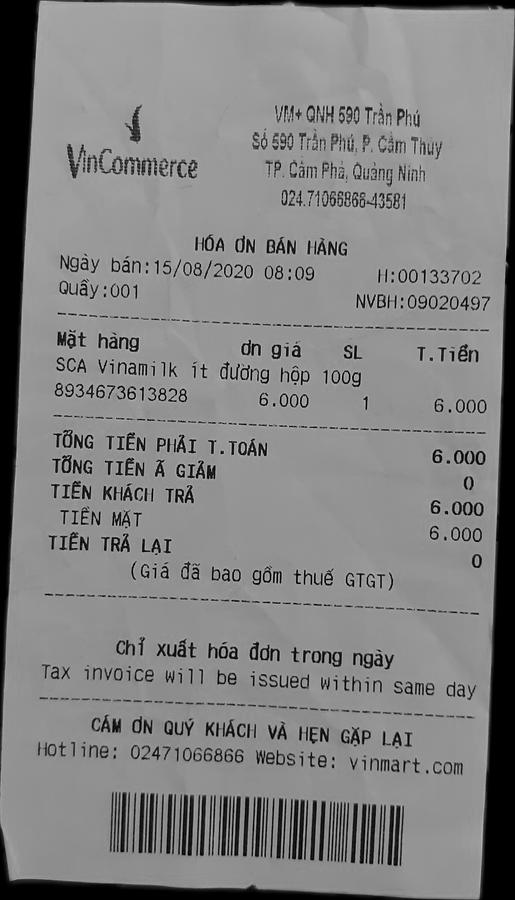 VinCommerce
VM+ QNH 590 Trần Phú
Số 590 Trần Phú, P. Cẩm Thủy
TP. Cẩm Phả, Quảng Ninh
024.71066866-43581
HÓA ƠN BÁN HÀNG
Ngày bán:15/08/2020 08:09 H:00133702
Quầy:001 NVBH:09020497
Mặt hàng ơn giá SL T.Tiền
SCA Vinamilk ít đường hộp 100g
8934673613828 6.000 1 6.000
TỔNG TIỀN PHẢI T.TOÁN 6.000
TỔNG TIỀN Ã GIẢM 0
TIỀN KHÁCH TRẢ 6.000
TIỀN MẶT 6.000
TIỀN TRẢ LẠI 0
(Giá đã bao gồm thuế GTGT)
Chỉ xuất hóa đơn trong ngày
Tax invoice will be issued within same day
CÁM ƠN QUÝ KHÁCH VÀ HẸN GẶP LẠI
Hotline: 02471066866 Website: vinmart.com